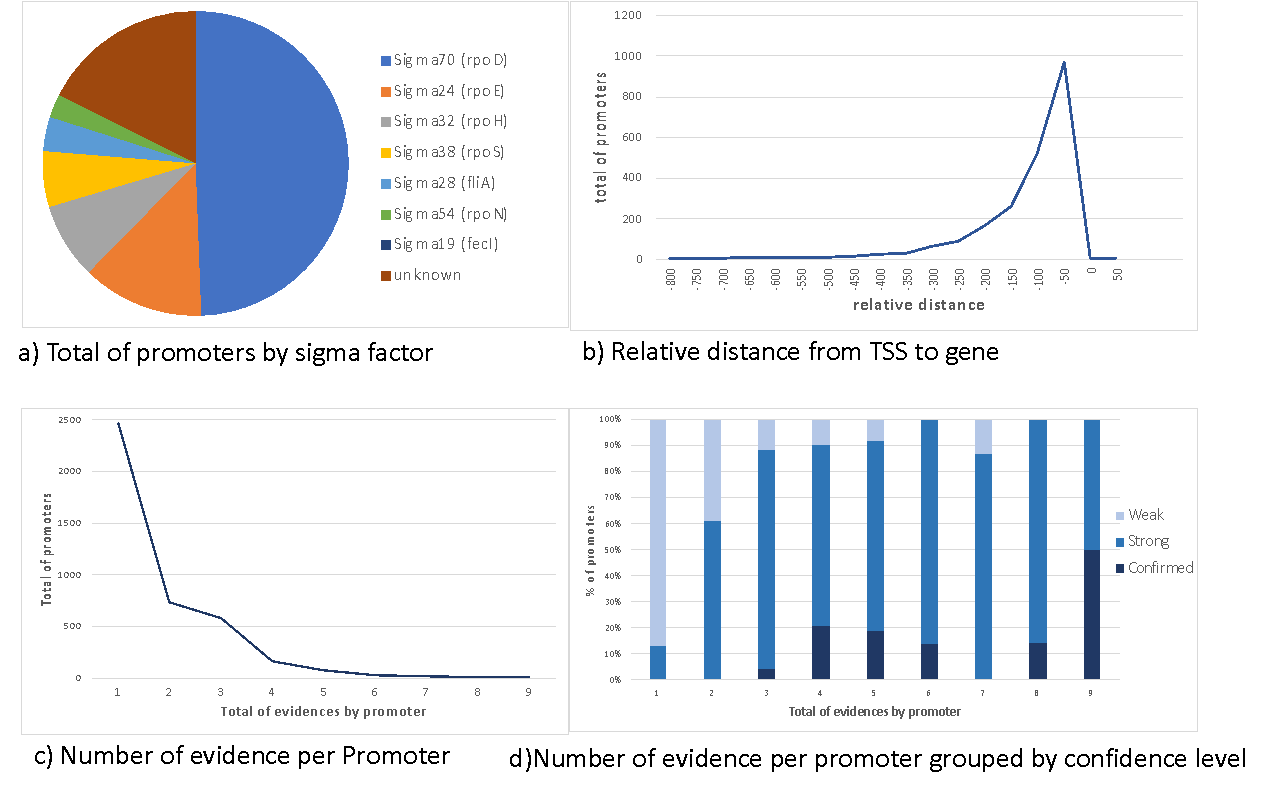 Sigma70 (rpoD)
Sigma24 (rpoE)
Sigma32 (rpoH)
Sigma38 (rpoS)
Sigma28 (fliA)
Sigma54 (rpoN)
Sigma19 (fecI)
unknown
a) Total of promoters by sigma factor
1200
1000
800
600
400
200
0
total of promoters
-800 -750 -700 -650 -600 -550 -500 -450 -400 -350 -300 -250 -200 -150 -100 -50 0 50
relative distance
b) Relative distance from TSS to gene
2500
2000
1500
1000
500
0
Total of promoters
1 2 3 4 5 6 7 8 9
Total of evidences by promoter
c) Number of evidence per Promoter
100%
90%
80%
70%
60%
50%
40%
30%
20%
10%
0%
% of promoters
1 2 3 4 5 6 7 8 9
Total of evidences by promoter
Weak
Strong
Confirmed
d)Number of evidence per promoter grouped by confidence level